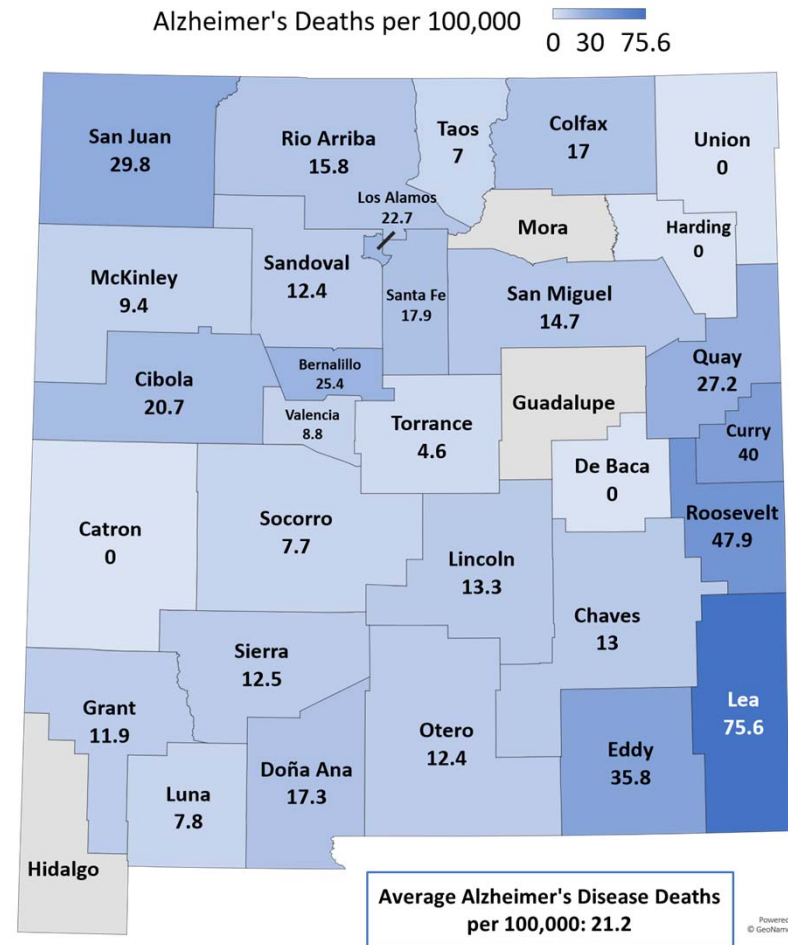 Alzheimer's Deaths per 100,000
0 30 75.6
San Juan
29.8
Rio Arriba
15.8
Taos
7
Colfax
17
Union
0
Los Alamos
22.7
Mora
Harding
0
McKinley
9.4
Sandoval
12.4
Santa Fe
17.9
San Miguel
14.7
Cibola
20.7
Bernalillo
25.4
Valencia
8.8
Torrance
4.6
Guadalupe
Quay
27.2
Curry
40
De Baca
0
Roosevelt
47.9
Catron
0
Socorro
7.7
Lincoln
13.3
Chaves
13
Sierra
12.5
Grant
11.9
Luna
7.8
Doña Ana
17.3
Otero
12.4
Eddy
35.8
Lea
75.6
Hidalgo
Average Alzheimer's Disease Deaths
per 100,000: 21.2
Powered
© GeoName